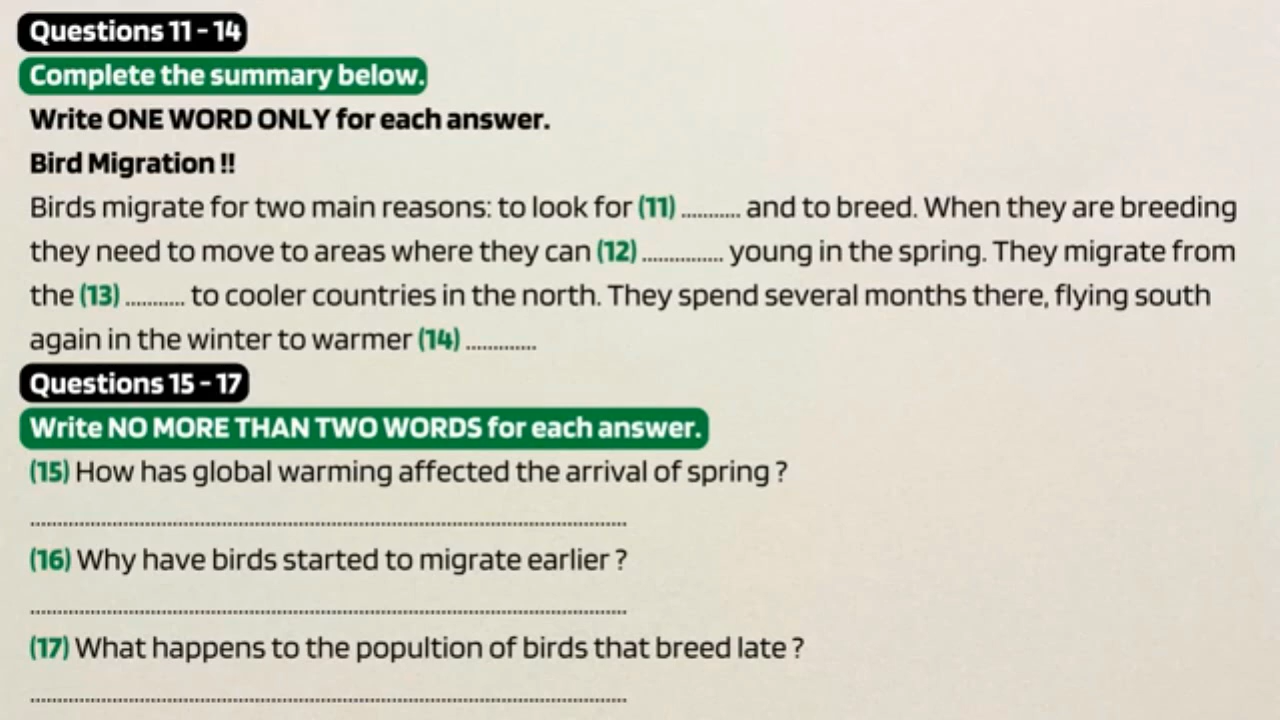 Questions 11 - 14
Complete the summary below.
Write ONE WORD ONLY for each answer.
Bird Migration !!
Birds migrate for two main reasons: to look for (11) ........... and to breed. When they are breeding
they need to move to areas where they can (12) ............... young in the spring. They migrate from
the (13) ........... to cooler countries in the north. They spend several months there, flying south
again in the winter to warmer (14) .............
Questions 15 - 17
Write NO MORE THAN TWO WORDS for each answer.
(15) How has global warming affected the arrival of spring ?
........................................................................................................
(16) Why have birds started to migrate earlier ?
........................................................................................................
(17) What happens to the popultion of birds that breed late ?
........................................................................................................